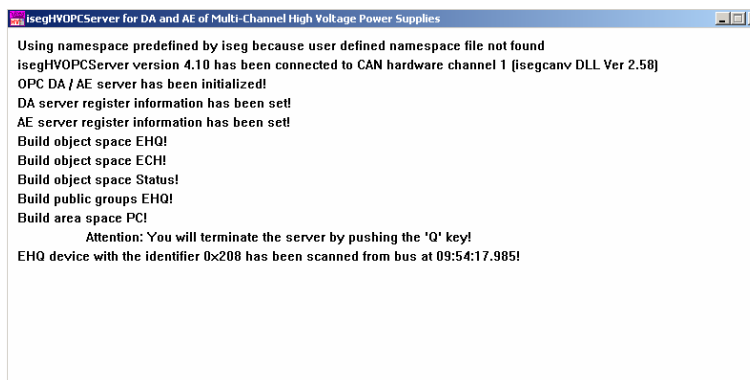 isegHVOPCServer for DA and AE of Multi-Channel High Voltage Power Supplies
Using namespace predefined by iseg because user defined namespace file not found
isegHVOPCServer version 4.10 has been connected to CAN hardware channel 1 (isegcanv DLL Ver 2.58)
OPC DA / AE server has been initialized!
DA server register information has been set!
AE server register information has been set!
Build object space EHQ!
Build object space ECH!
Build object space Status!
Build public groups EHQ!
Build area space PC!
Attention: You will terminate the server by pushing the 'Q' key!
EHQ device with the identifier 0x208 has been scanned from bus at 09:54:17.985!